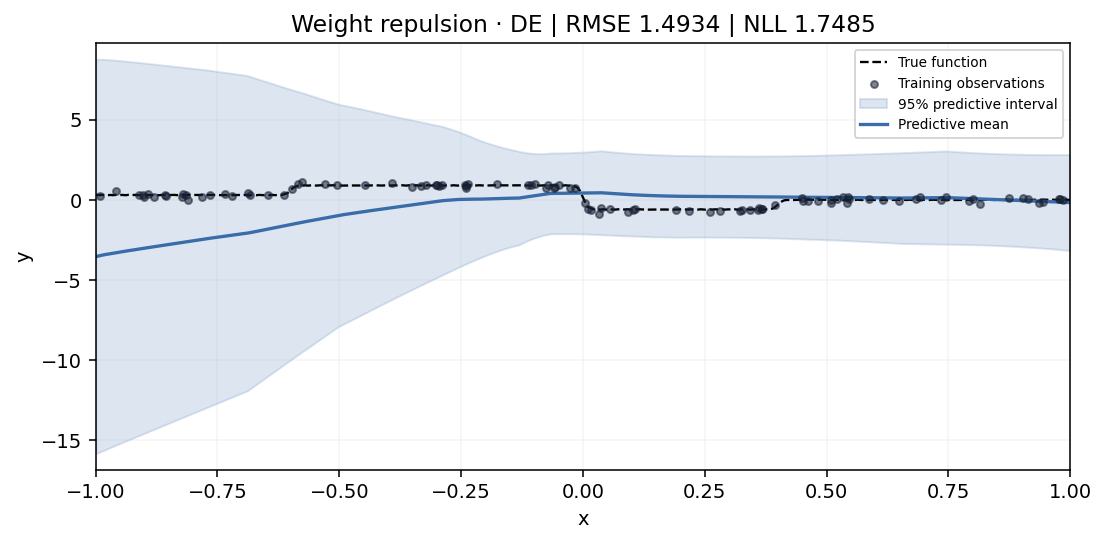 Weight repulsion · DE | RMSE 1.4934 | NLL 1.7485
True function
Training observations
95% predictive interval
Predictive mean
y
5
0
−5
−10
−15
−1.00
−0.75
−0.50
−0.25
0.00
0.25
0.50
0.75
1.00
x